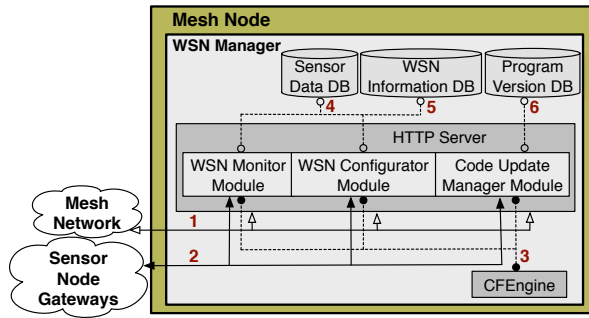 Mesh Node
WSN Manager
Sensor
Data DB
WSN
Information DB
Program
Version DB
4
5
6
HTTP Server
WSN Monitor
Module
WSN Configurator
Module
Code Update
Manager Module
Mesh
Network
1
2
3
Sensor
Node
Gateways
CFEngine